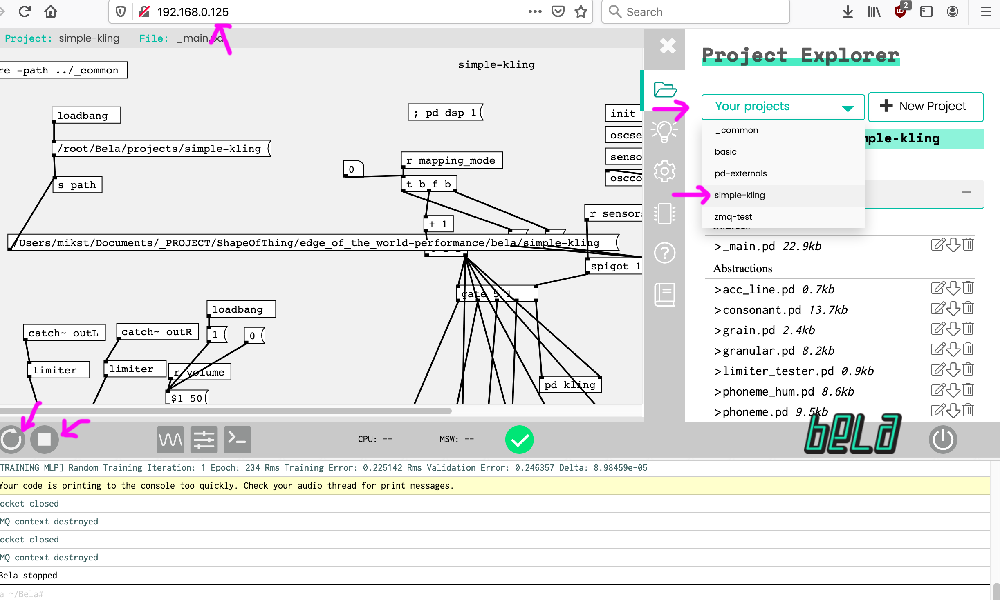 192.168.0.125
Search
2
Project: simple-kling File: _main.pd
re -path ../_common
simple-kling
loadbang
; pd dsp 1
init
/root/Bela/projects/simple-kling
oscse
r mapping_mode
senso
0
oscco
t b f b
s path
r sensor
+ 1
/Users/mikst/Documents/_PROJECT/ShapeOfThing/edge_of_the_world-performance/bela/simple-kling
spigot 1
gate 5 1
loadbang
catch~ outL
catch~ outR
1
0
limiter
limiter
r volume
pd kling
$1 50
Project Explorer
Your projects
New Project
_common
mple-kling
basic
pd-externals
simple-kling
zmq-test
Sources
>_main.pd 22.9kb
Abstractions
>acc_line.pd 0.7kb
>consonant.pd 13.7kb
>grain.pd 2.4kb
>granular.pd 8.2kb
>limiter_tester.pd 0.9kb
>phoneme_hum.pd 8.6kb
>phoneme.pd 9.5kb
CPU: -- MSW: --
bela
TRAINING MLP] Random Training Iteration: 1 Epoch: 234 Rms Training Error: 0.225142 Rms Validation Error: 0.246357 Delta: 8.98459e-05
Your code is printing to the console too quickly. Check your audio thread for print messages.
ocket closed
MQ context destroyed
ocket closed
MQ context destroyed
Bela stopped
a ~/Bela#